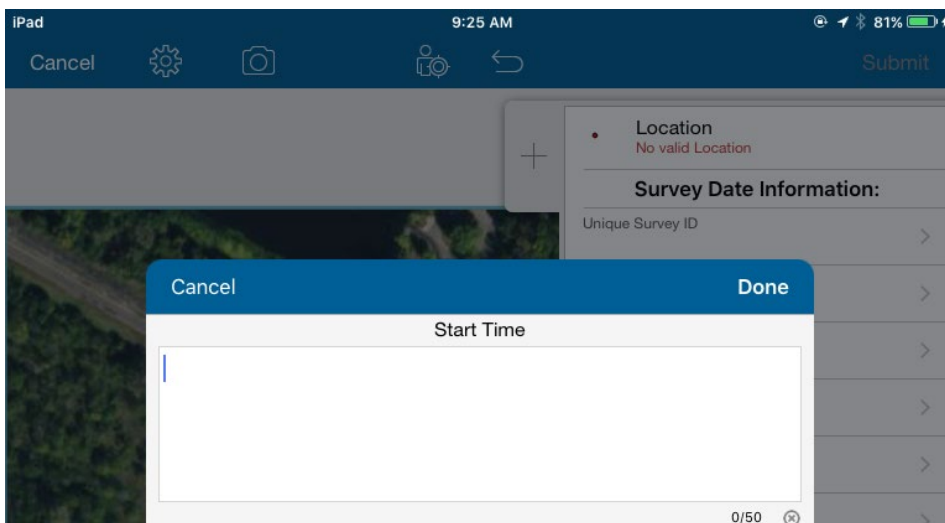 iPad 9:25 AM 81%
Cancel Submit
Location
No valid Location
Survey Date Information:
Unique Survey ID
Cancel Done
Start Time
0/50